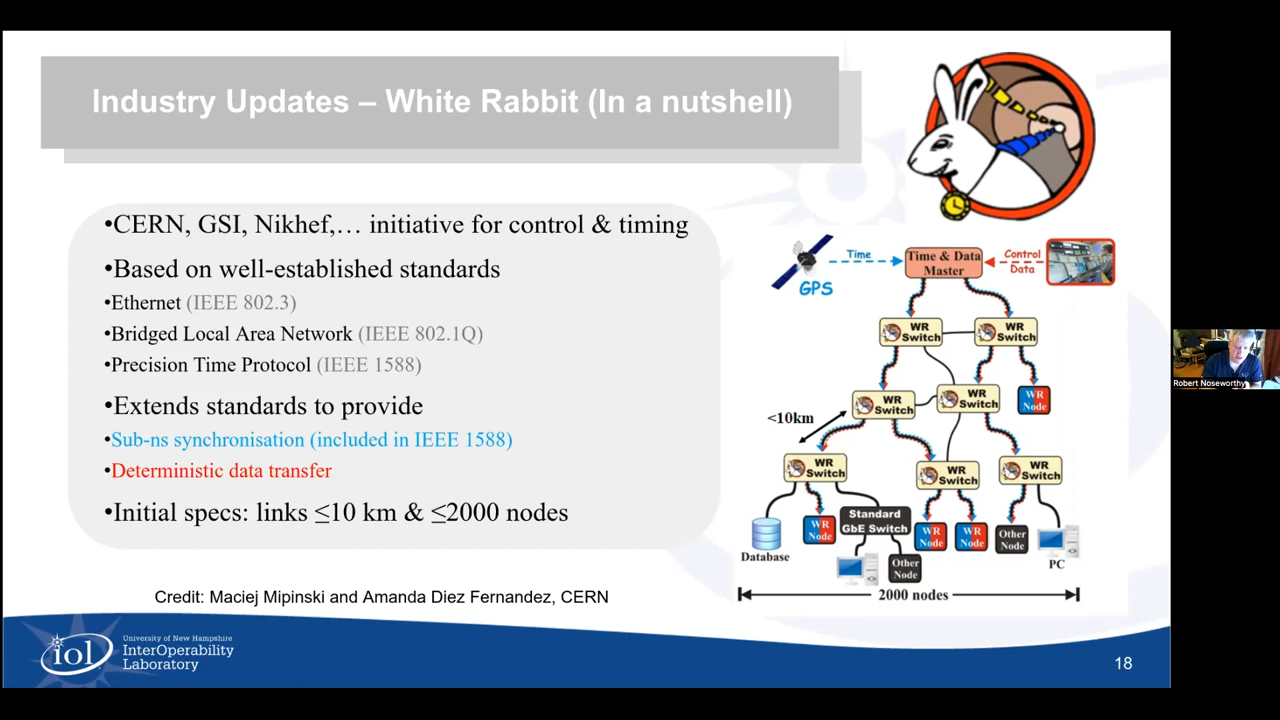 Industry Updates – White Rabbit (In a nutshell)
•CERN, GSI, Nikhef,… initiative for control & timing
•Based on well-established standards
•Ethernet (IEEE 802.3)
•Bridged Local Area Network (IEEE 802.1Q)
•Precision Time Protocol (IEEE 1588)
•Extends standards to provide
•Sub-ns synchronisation (included in IEEE 1588)
•Deterministic data transfer
•Initial specs: links ≤10 km & ≤2000 nodes
Credit: Maciej Mipinski and Amanda Diez Fernandez, CERN
GPS
Time
Time & Data
Master
Control
Data
WR
Switch
WR
Switch
WR
Switch
WR
Switch
WR
Node
<10km
WR
Switch
WR
Switch
WR
Switch
Database
WR
Node
Standard
GbE Switch
WR
Node
WR
Node
Other
Node
PC
Other
Node
2000 nodes
iol
University of New Hampshire
InterOperability
Laboratory
18
Robert Noseworthy